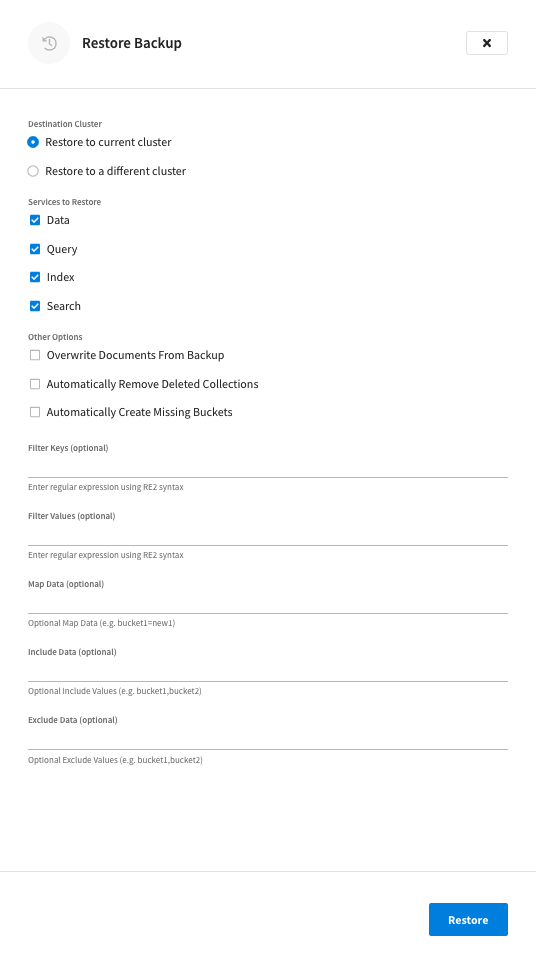 Restore Backup
Destination Cluster
Restore to current cluster
Restore to a different cluster
Services to Restore
Data
Query
Index
Search
Other Options
Overwrite Documents From Backup
Automatically Remove Deleted Collections
Automatically Create Missing Buckets
Filter Keys (optional)
Enter regular expression using RE2 syntax
Filter Values (optional)
Enter regular expression using RE2 syntax
Map Data (optional)
Optional Map Data (e.g. bucket1=new1)
Include Data (optional)
Optional Include Values (e.g. bucket1,bucket2)
Exclude Data (optional)
Optional Exclude Values (e.g. bucket1,bucket2)
Restore